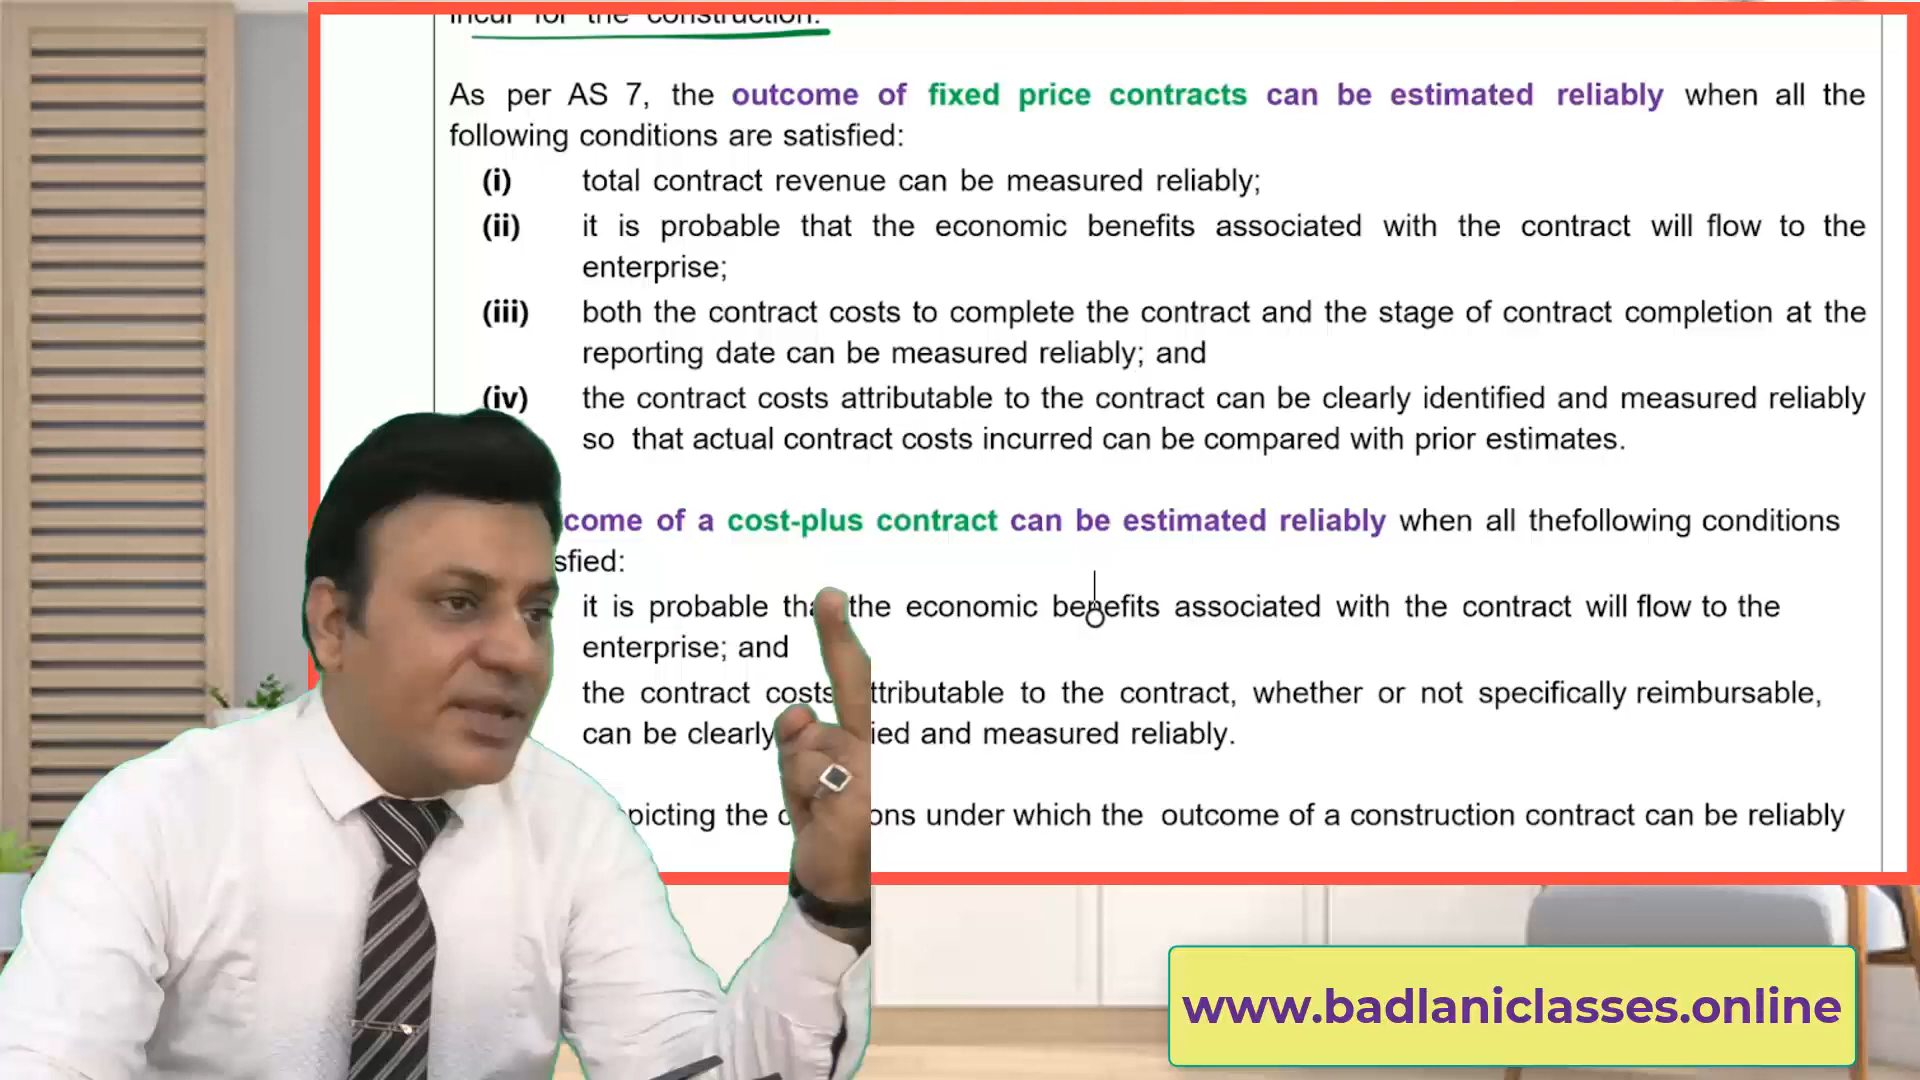 incur for the construction.
As per AS 7, the outcome of fixed price contracts can be estimated reliably when all the
following conditions are satisfied:
(i) total contract revenue can be measured reliably;
(ii) it is probable that the economic benefits associated with the contract will flow to the
enterprise;
(iii) both the contract costs to complete the contract and the stage of contract completion at the
reporting date can be measured reliably; and
(iv) the contract costs attributable to the contract can be clearly identified and measured reliably
so that actual contract costs incurred can be compared with prior estimates.
come of a cost-plus contract can be estimated reliably when all thefollowing conditions
sfied:
it is probable the economic benefits associated with the contract will flow to the
enterprise; and
the contract costs ttributable to the contract, whether or not specifically reimbursable,
can be clearly ied and measured reliably.
picting the ons under which the outcome of a construction contract can be reliably
www.badlaniclasses.online